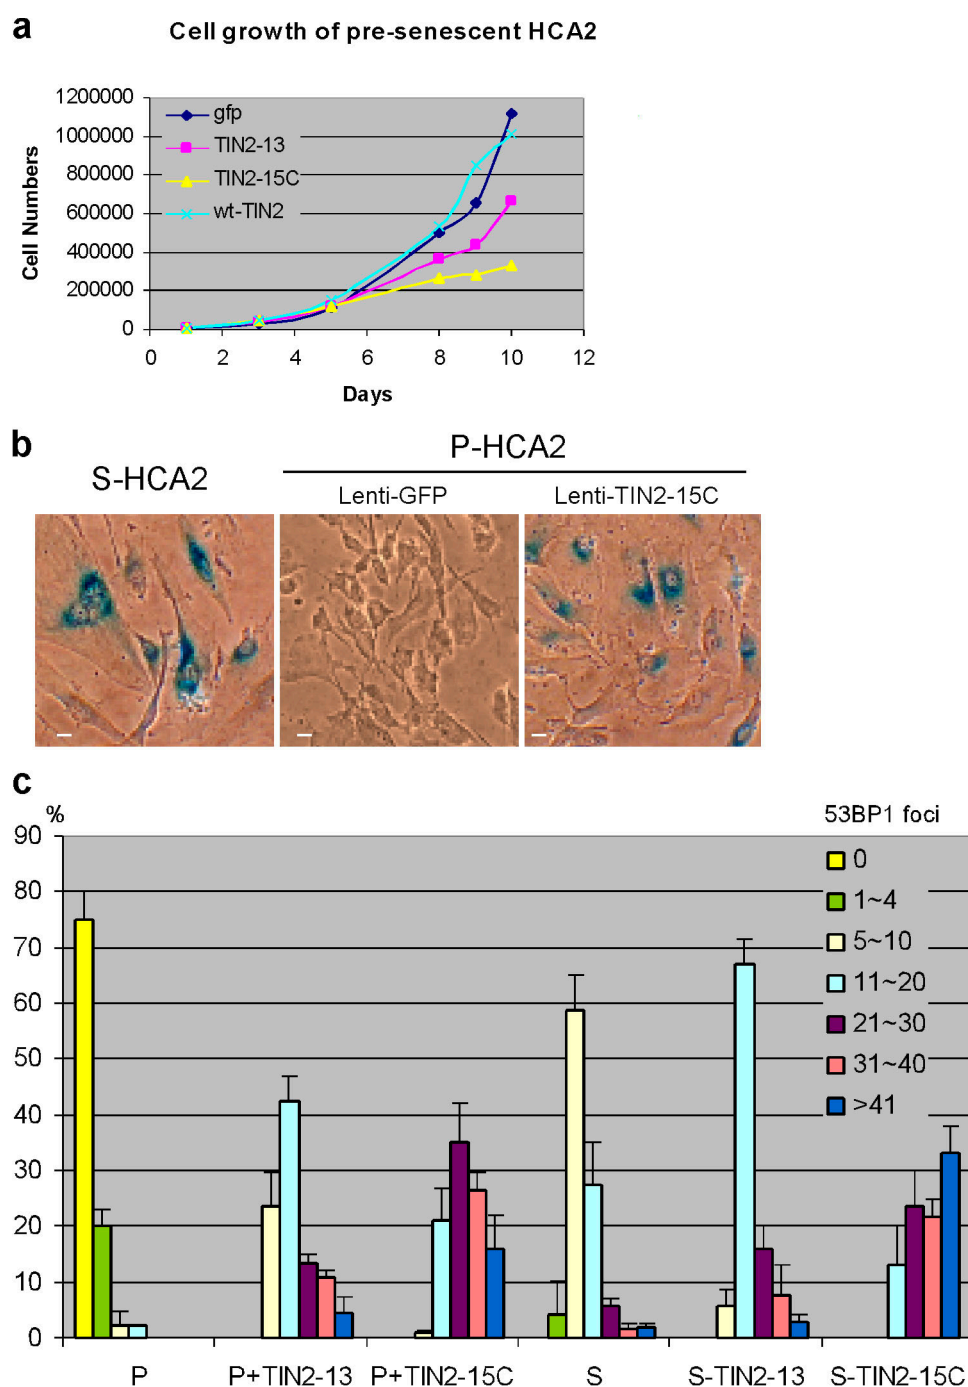 a
Cell growth of pre-senescent HCA2
1200000
1000000
800000
600000
400000
200000
0
Cell Numbers
gfp
TIN2-13
TIN2-15C
wt-TIN2
0 2 4 6 8 10 12
Days
b
P-HCA2
S-HCA2
Lenti-GFP Lenti-TIN2-15C
c
% 53BP1 foci
90
80
70
60
50
40
30
20
10
0
0
1~4
5~10
11~20
21~30
31~40
>41
P P+TIN2-13 P+TIN2-15C S S-TIN2-13 S-TIN2-15C